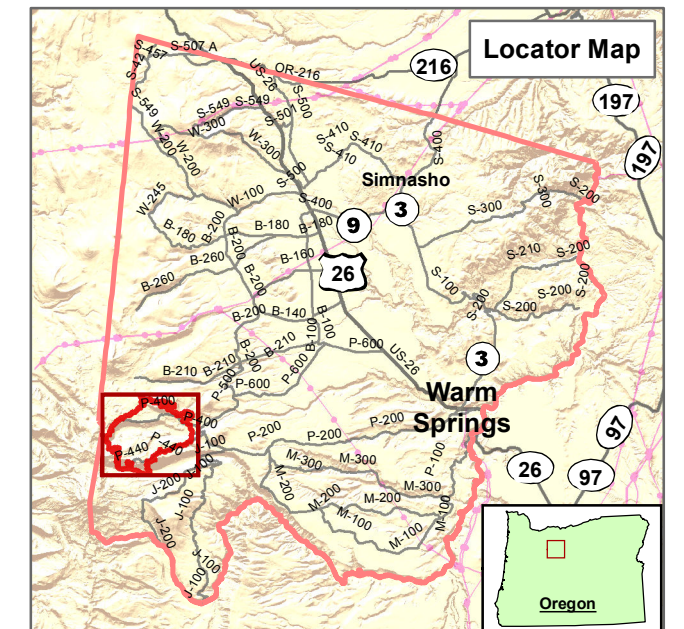 Locator Map
S-457
S-507 A
S-42
US-26
OR-216
216
197
197
S-549
S-549
S-549
S-500
S-501
W-300
W-200
W-200
W-300
S-410
S-410
S-410
S-400
S-500
Simnasho
W-245
W-100
S-400
3
S-300
S-300
S-200
B-180
B-200
B-200
B-180
B-180
9
B-260
B-260
B-160
B-200
26
S-210
S-200
S-100
S-200
S-200
S-200
S-200
B-200
B-140
B-100
B-100
B-210
B-200
P-600
US-26
3
B-210
B-210
P-500
P-600
P-600
Warm
Springs
P-400
P-400
P-440
P-440
J-100
P-200
P-200
P-200
P-100
97
26
97
M-300
M-300
M-300
J-200
M-200
M-200
M-200
J-100
J-200
M-100
M-100
M-100
J-100
J-100
Oregon